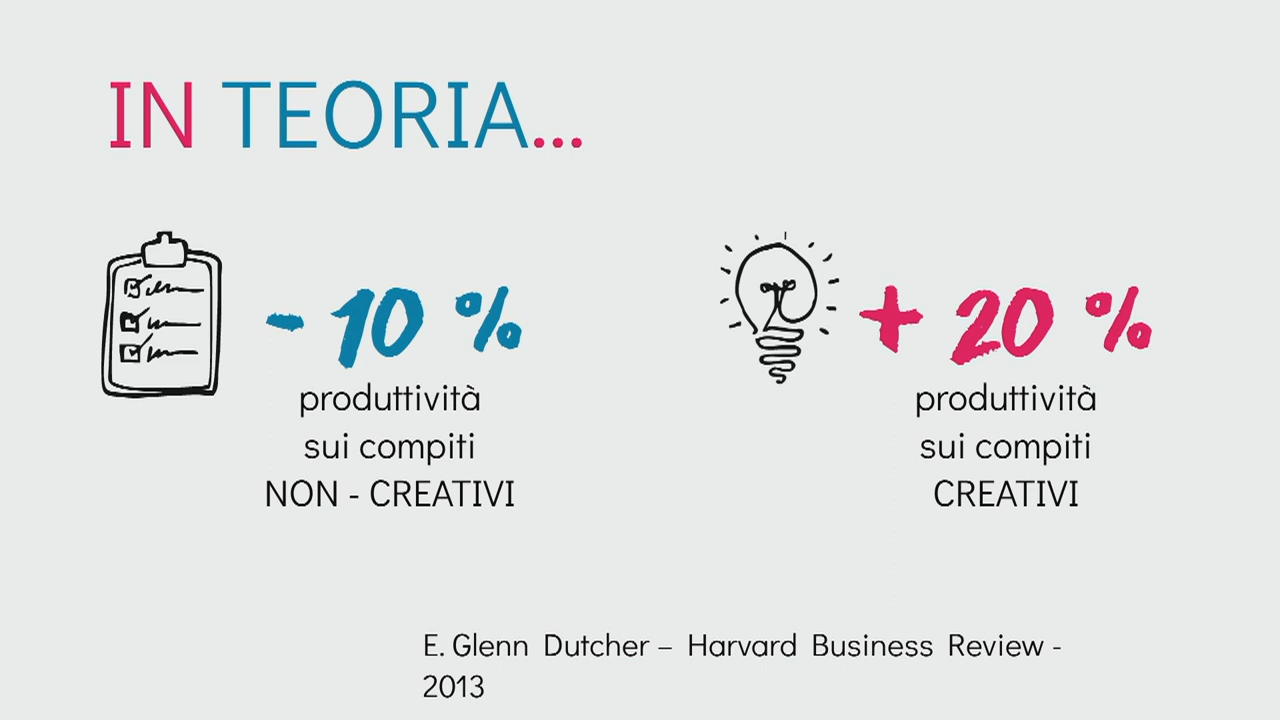 IN TEORIA...
- 10 %
produttività
sui compiti
NON - CREATIVI
+ 20 %
produttività
sui compiti
CREATIVI
E. Glenn Dutcher – Harvard Business Review -
2013